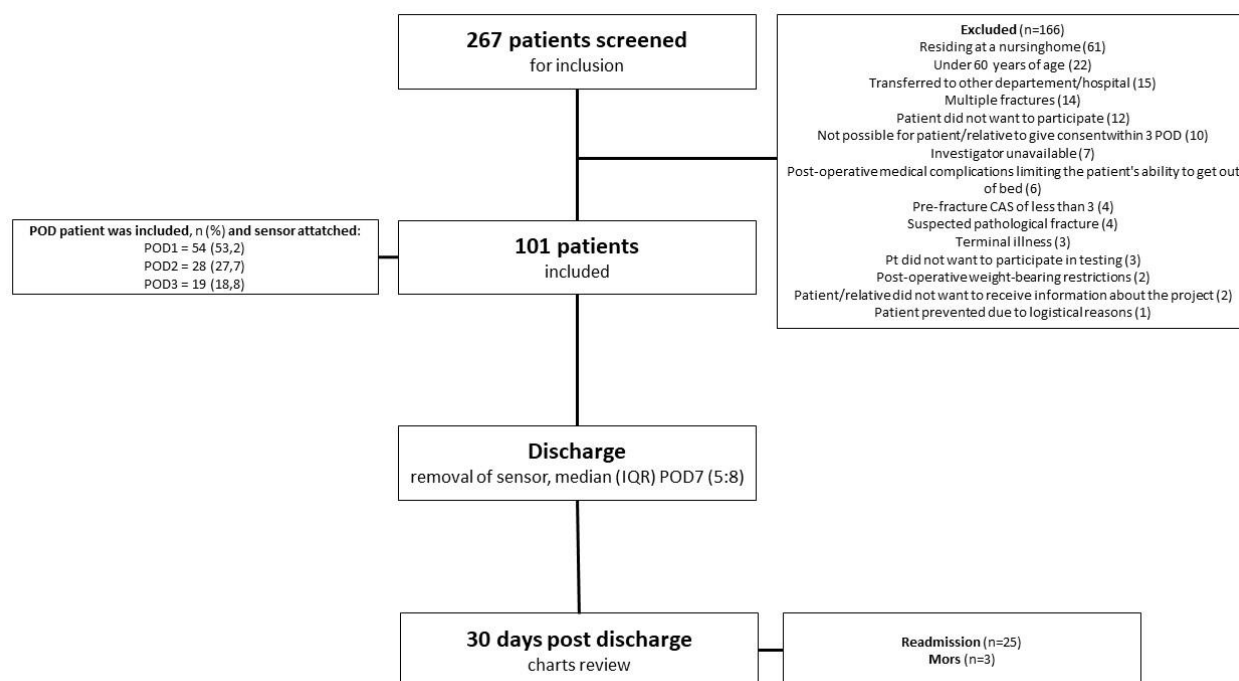 267 patients screened
for inclusion
Excluded (n=166)
Residing at a nursinghome (61)
Under 60 years of age (22)
Transferred to other departement/hospital (15)
Multiple fractures (14)
Patient did not want to participate (12)
Not possible for patient/relative to give consentwithin 3 POD (10)
Investigator unavailable (7)
Post-operative medical complications limiting the patient's ability to get out
of bed (6)
Pre-fracture CAS of less than 3 (4)
Suspected pathological fracture (4)
Terminal illness (3)
Pt did not want to participate in testing (3)
Post-operative weight-bearing restrictions (2)
Patient/relative did not want to receive information about the project (2)
Patient prevented due to logistical reasons (1)
POD patient was included, n (%) and sensor attatched:
POD1 = 54 (53,2)
POD2 = 28 (27,7)
POD3 = 19 (18,8)
101 patients
included
Discharge
removal of sensor, median (IQR) POD7 (5:8)
30 days post discharge
charts review
Readmission (n=25)
Mors (n=3)